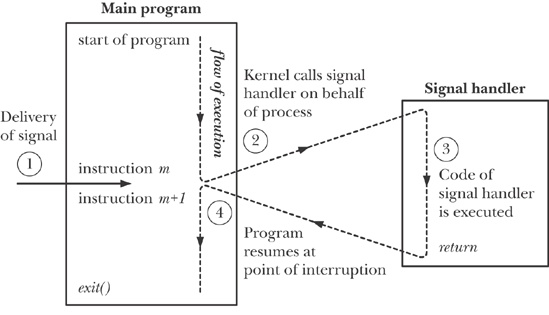 Main program
start of program
flow of execution
Delivery
of signal
1
instruction m
instruction m+1
exit()
Kernel calls signal
handler on behalf
of process
2
Signal handler
3
Code of
signal handler
is executed
return
4
Program
resumes at
point of interruption